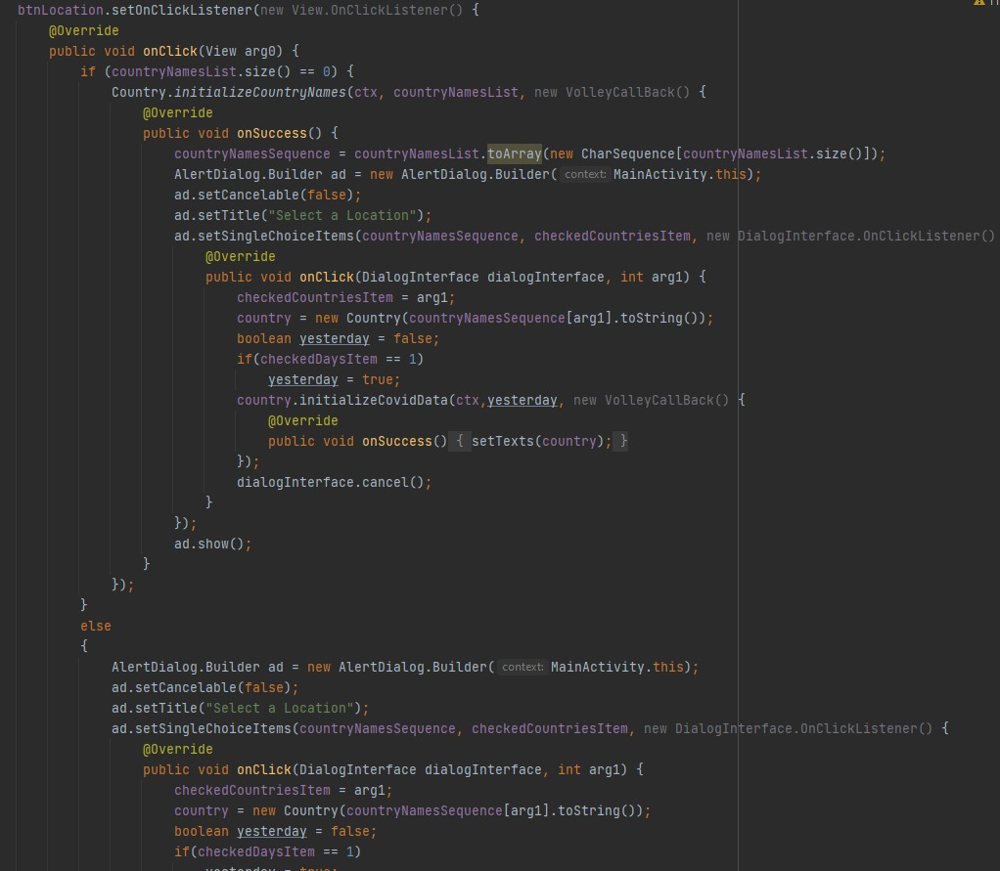 btnLocation.setOnClickListener(new View.OnClickListener() {
@Override
public void onClick(View arg0) {
if (countryNamesList.size() == 0) {
Country.initializeCountryNames(ctx, countryNamesList, new VolleyCallBack() {
@Override
public void onSuccess() {
countryNamesSequence = countryNamesList.toArray(new CharSequence[countryNamesList.size()]);
AlertDialog.Builder ad = new AlertDialog.Builder( context: MainActivity.this);
ad.setCancelable(false);
ad.setTitle("Select a Location");
ad.setSingleChoiceItems(countryNamesSequence, checkedCountriesItem, new DialogInterface.OnClickListener()
@Override
public void onClick(DialogInterface dialogInterface, int arg1) {
checkedCountriesItem = arg1;
country = new Country(countryNamesSequence[arg1].toString());
boolean yesterday = false;
if(checkedDaysItem == 1)
yesterday = true;
country.initializeCovidData(ctx,yesterday, new VolleyCallBack() {
@Override
public void onSuccess() { setTexts(country); }
});
dialogInterface.cancel();
}
});
ad.show();
}
});
}
else
{
AlertDialog.Builder ad = new AlertDialog.Builder( context: MainActivity.this);
ad.setCancelable(false);
ad.setTitle("Select a Location");
ad.setSingleChoiceItems(countryNamesSequence, checkedCountriesItem, new DialogInterface.OnClickListener() {
@Override
public void onClick(DialogInterface dialogInterface, int arg1) {
checkedCountriesItem = arg1;
country = new Country(countryNamesSequence[arg1].toString());
boolean yesterday = false;
if(checkedDaysItem == 1)
yesterday = true;